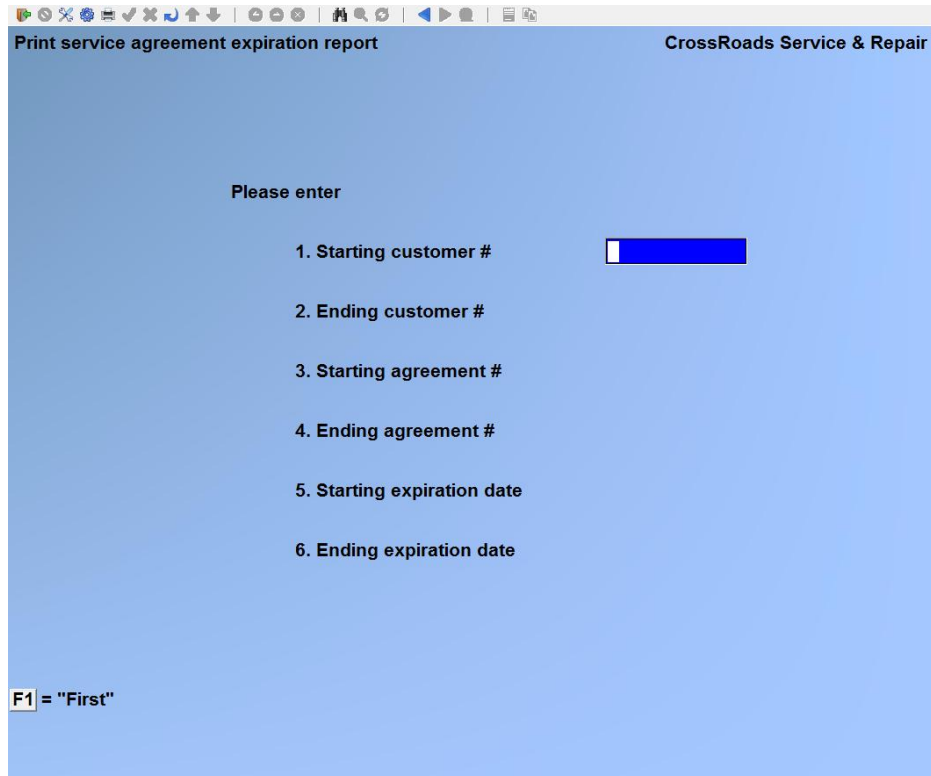 Print service agreement expiration report CrossRoads Service & Repair
Please enter
1. Starting customer #
2. Ending customer #
3. Starting agreement #
4. Ending agreement #
5. Starting expiration date
6. Ending expiration date
F1 = "First"